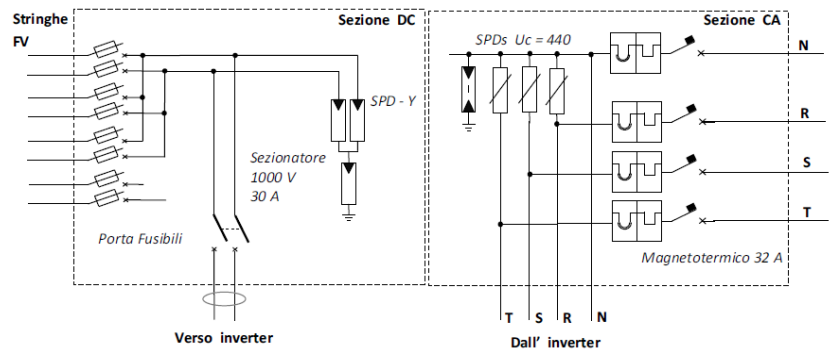 Stringhe
FV
Sezione DC
SPD - Y
Sezionatore
1000 V
30 A
Porta Fusibili
Verso inverter
Sezione CA
SPDs Uc = 440
N
R
S
T
Magnetotermico 32 A
T S R N
Dall' inverter